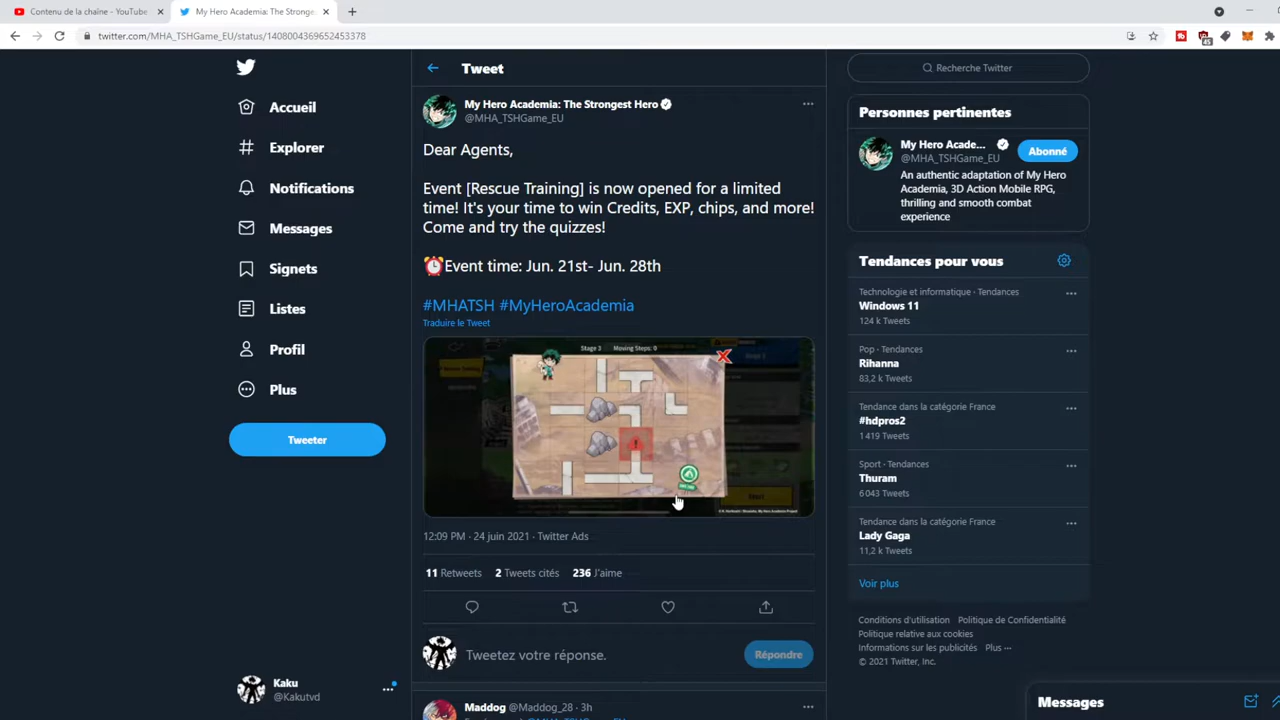 Contenu de la chaîne - YouTube
My Hero Academia: The Stronges
twitter.com/MHA_TSHGame_EU/status/1408004369652453378
45
Accueil
Explorer
Notifications
Messages
Signets
Listes
Profil
Plus
Tweeter
Kaku
@Kakutvd
Tweet
My Hero Academia: The Strongest Hero
@MHA_TSHGame_EU
Dear Agents,
Event [Rescue Training] is now opened for a limited
time! It's your time to win Credits, EXP, chips, and more!
Come and try the quizzes!
Event time: Jun. 21st- Jun. 28th
#MHATSH #MyHeroAcademia
Traduire le Tweet
Stage 3 Moving Steps: 0
12:09 PM · 24 juin 2021 · Twitter Ads
11 Retweets 2 Tweets cités 236 J'aime
Tweetez votre réponse.
Répondre
Maddog @Maddog_28 · 3h
Recherche Twitter
Personnes pertinentes
My Hero Acade...
@MHA_TSHGame_EU
Abonné
An authentic adaptation of My Hero
Academia, 3D Action Mobile RPG,
thrilling and smooth combat
experience
Tendances pour vous
Technologie et informatique · Tendances
Windows 11
124 k Tweets
Pop · Tendances
Rihanna
83,2 k Tweets
Tendance dans la catégorie France
#hdpros2
1 419 Tweets
Sport · Tendances
Thuram
6 043 Tweets
Tendance dans la catégorie France
Lady Gaga
11,2 k Tweets
Voir plus
Conditions d'utilisation Politique de Confidentialité
Politique relative aux cookies
Informations sur les publicités Plus ···
© 2021 Twitter, Inc.
Messages